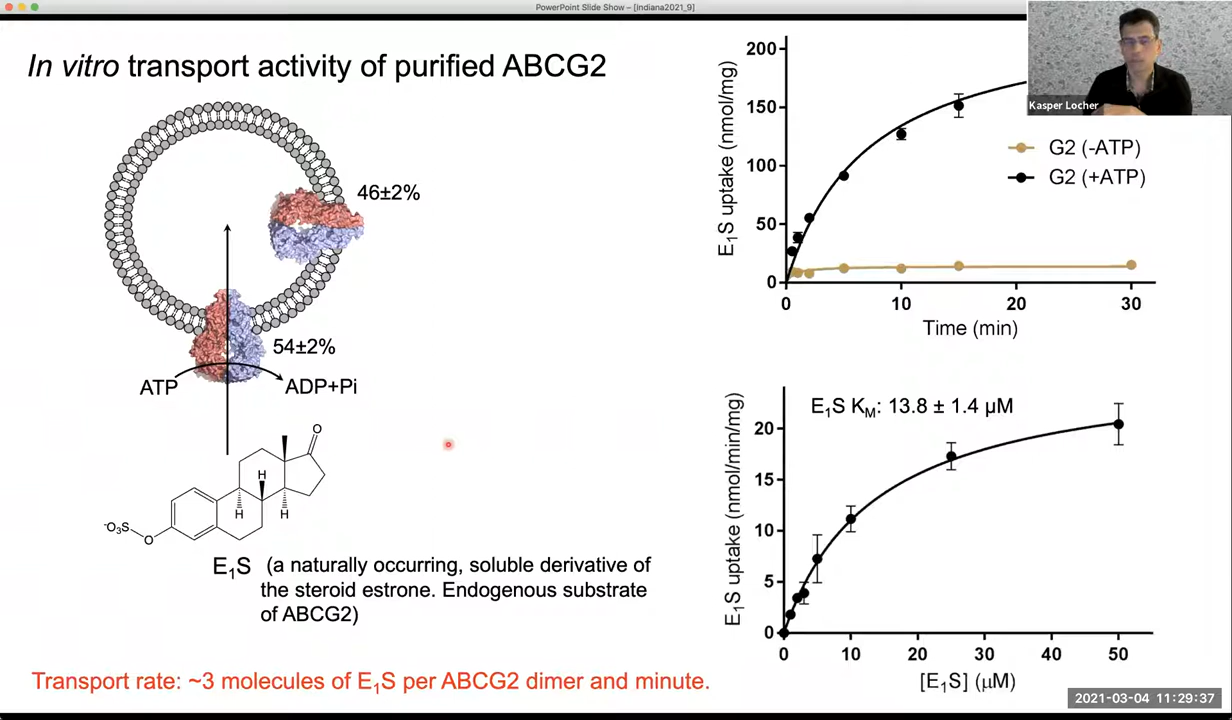 PowerPoint Slide Show – [Indiana2021_9]
In vitro transport activity of purified ABCG2
46±2%
54±2%
ATP
ADP+Pi
O
H
H
H
⁻O₃S
O
E₁S (a naturally occurring, soluble derivative of
the steroid estrone. Endogenous substrate
of ABCG2)
Transport rate: ~3 molecules of E₁S per ABCG2 dimer and minute.
E₁S uptake (nmol/mg)
200
150
100
50
0
0
10
20
30
Time (min)
G2 (-ATP)
G2 (+ATP)
Kasper Locher
E₁S Kᴍ: 13.8 ± 1.4 µM
E₁S uptake (nmol/min/mg)
20
15
10
5
0
0
10
20
30
40
50
[E₁S] (µM)
2021-03-04 11:29:37